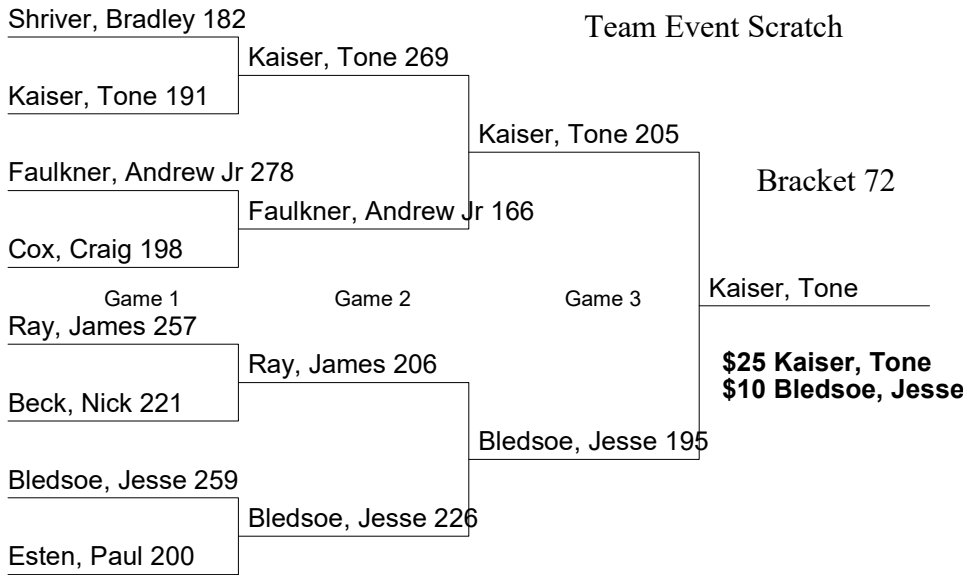 Shriver, Bradley 182
Team Event Scratch
Kaiser, Tone 269
Kaiser, Tone 191
Kaiser, Tone 205
Faulkner, Andrew Jr 278
Bracket 72
Faulkner, Andrew Jr 166
Cox, Craig 198
Kaiser, Tone
Game 1
Game 2
Game 3
Ray, James 257
Ray, James 206
$25 Kaiser, Tone
$10 Bledsoe, Jesse
Beck, Nick 221
Bledsoe, Jesse 195
Bledsoe, Jesse 259
Bledsoe, Jesse 226
Esten, Paul 200